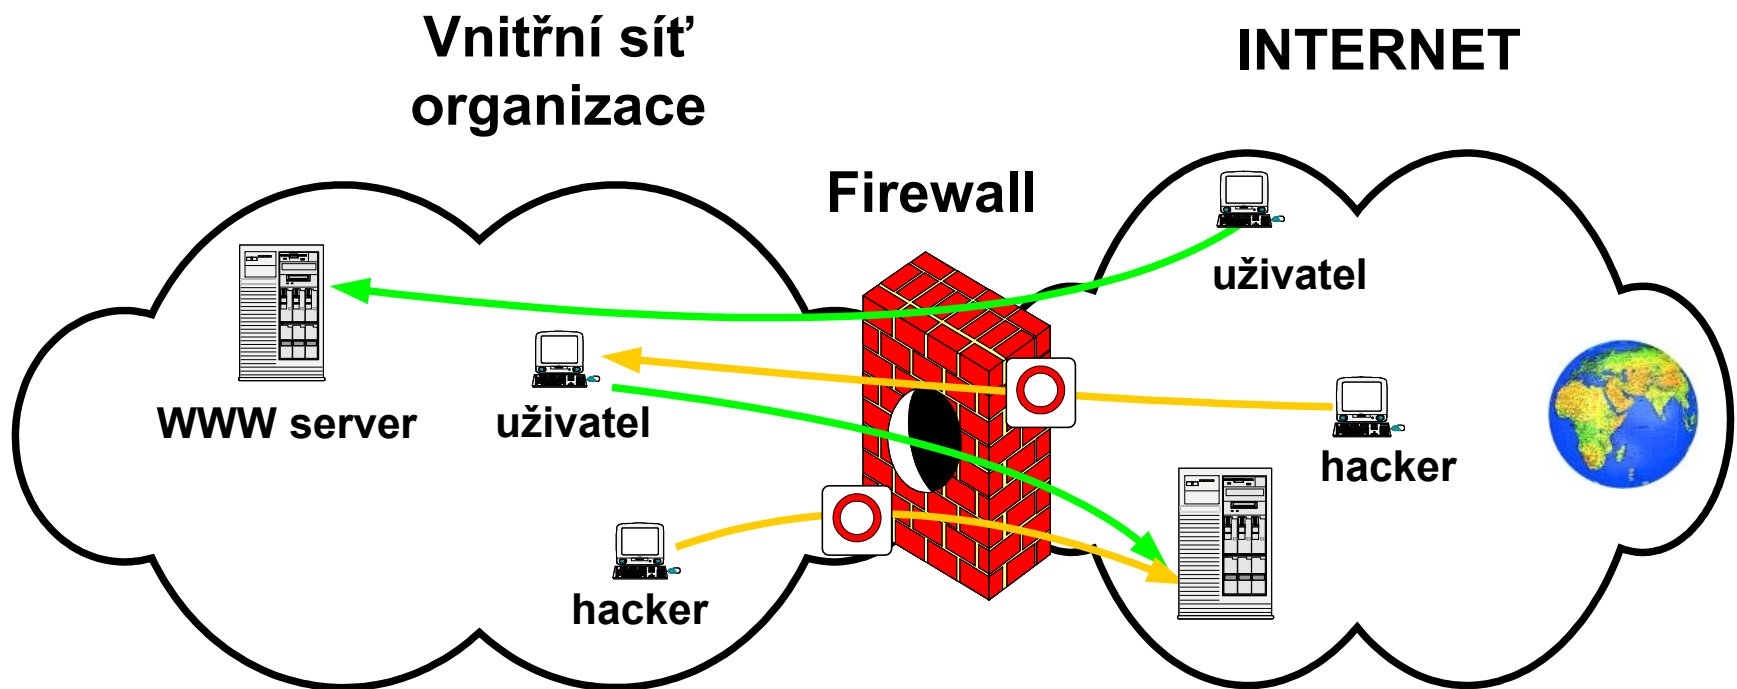 Vnitřní síť
organizace
INTERNET
Firewall
uživatel
WWW server
uživatel
hacker
hacker